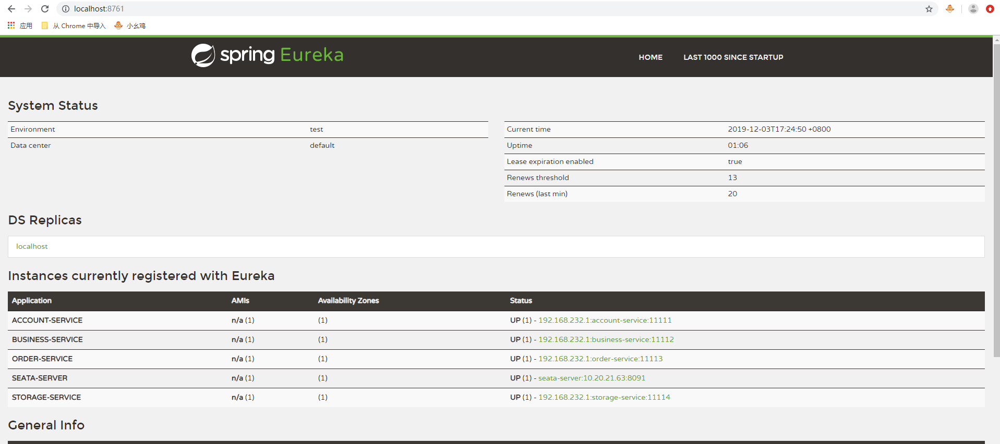 localhost:8761
应用 从 Chrome 中导入 小幺鸡
spring Eureka
HOME LAST 1000 SINCE STARTUP
System Status
Environment test
Data center default
Current time 2019-12-03T17:24:50 +0800
Uptime 01:06
Lease expiration enabled true
Renews threshold 13
Renews (last min) 20
DS Replicas
localhost
Instances currently registered with Eureka
Application AMIs Availability Zones Status
ACCOUNT-SERVICE n/a (1) (1) UP (1) - 192.168.232.1:account-service:11111
BUSINESS-SERVICE n/a (1) (1) UP (1) - 192.168.232.1:business-service:11112
ORDER-SERVICE n/a (1) (1) UP (1) - 192.168.232.1:order-service:11113
SEATA-SERVER n/a (1) (1) UP (1) - seata-server:10.20.21.63:8091
STORAGE-SERVICE n/a (1) (1) UP (1) - 192.168.232.1:storage-service:11114
General Info